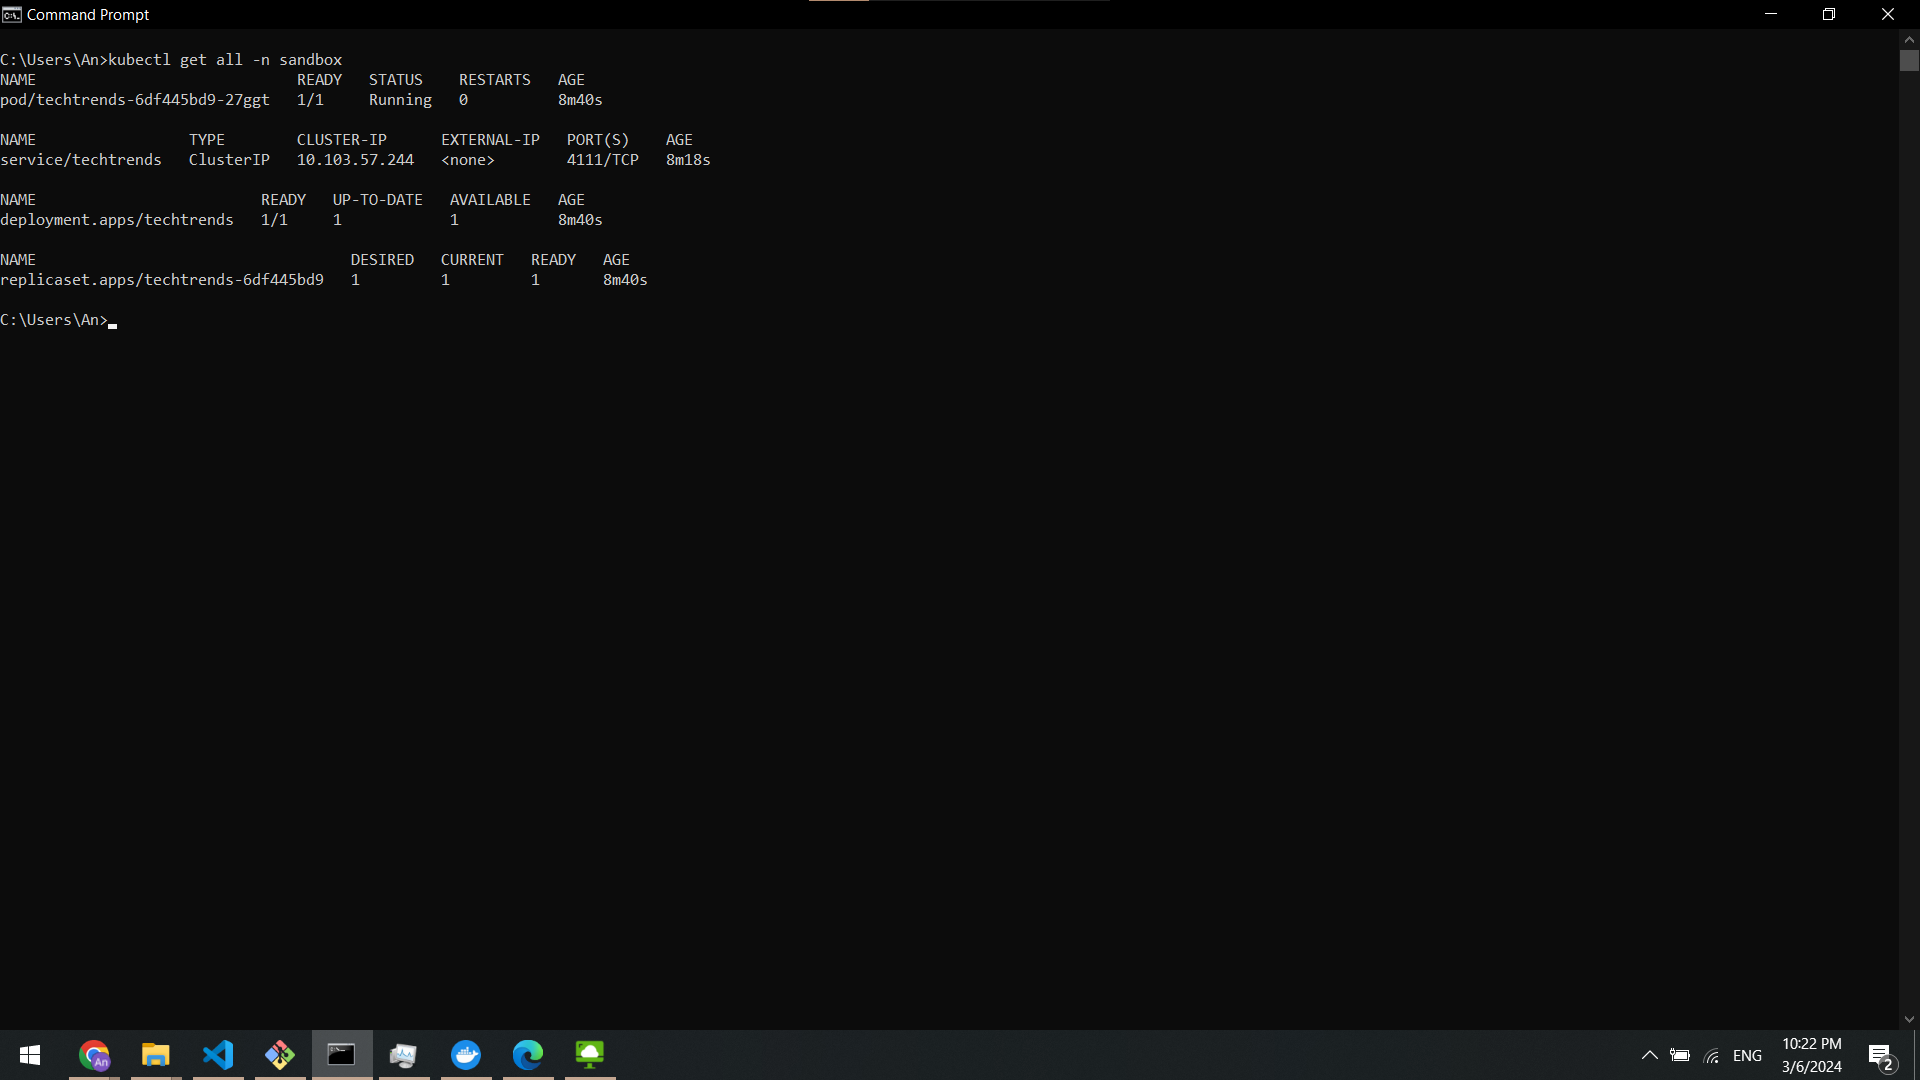 Command Prompt
C:\Users\An>kubectl get all -n sandbox
NAME READY STATUS RESTARTS AGE
pod/techtrends-6df445bd9-27ggt 1/1 Running 0 8m40s
NAME TYPE CLUSTER-IP EXTERNAL-IP PORT(S) AGE
service/techtrends ClusterIP 10.103.57.244 <none> 4111/TCP 8m18s
NAME READY UP-TO-DATE AVAILABLE AGE
deployment.apps/techtrends 1/1 1 1 8m40s
NAME DESIRED CURRENT READY AGE
replicaset.apps/techtrends-6df445bd9 1 1 1 8m40s
C:\Users\An>
An
ENG
10:22 PM
3/6/2024
2